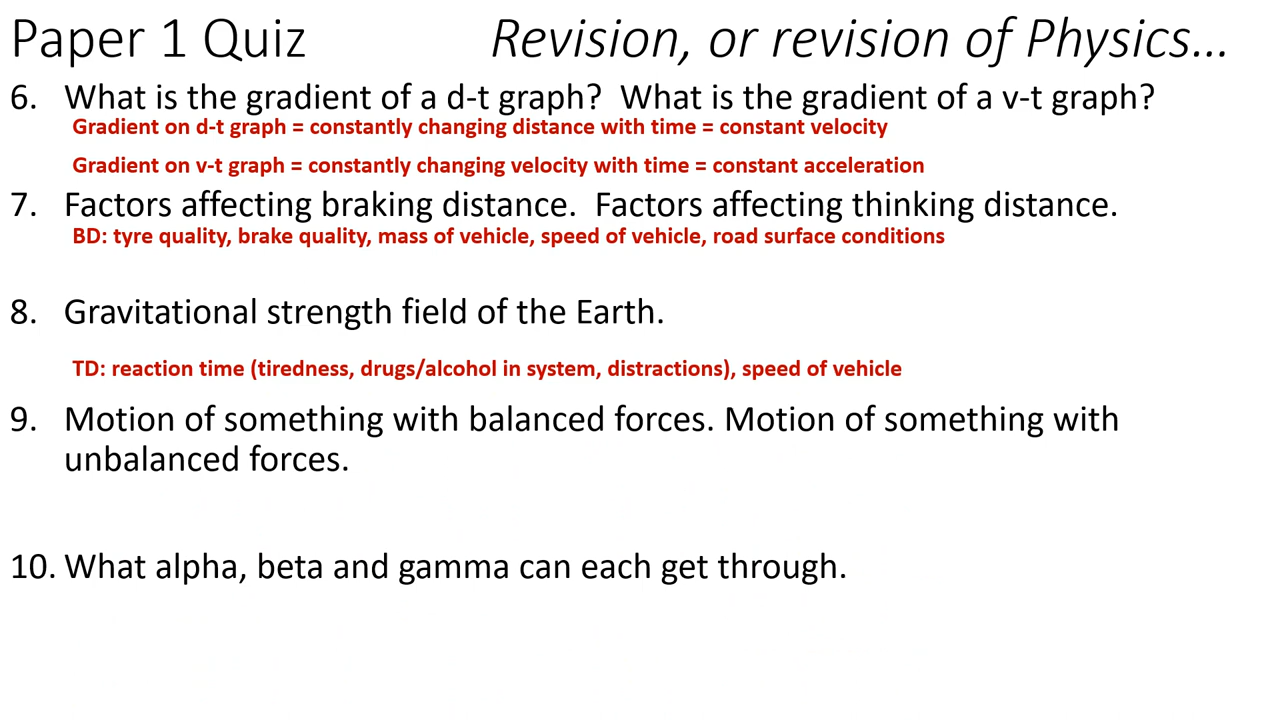 Paper 1 Quiz Revision, or revision of Physics...
6. What is the gradient of a d-t graph? What is the gradient of a v-t graph?
Gradient on d-t graph = constantly changing distance with time = constant velocity
Gradient on v-t graph = constantly changing velocity with time = constant acceleration
7. Factors affecting braking distance. Factors affecting thinking distance.
BD: tyre quality, brake quality, mass of vehicle, speed of vehicle, road surface conditions
8. Gravitational strength field of the Earth.
TD: reaction time (tiredness, drugs/alcohol in system, distractions), speed of vehicle
9. Motion of something with balanced forces. Motion of something with
unbalanced forces.
10. What alpha, beta and gamma can each get through.